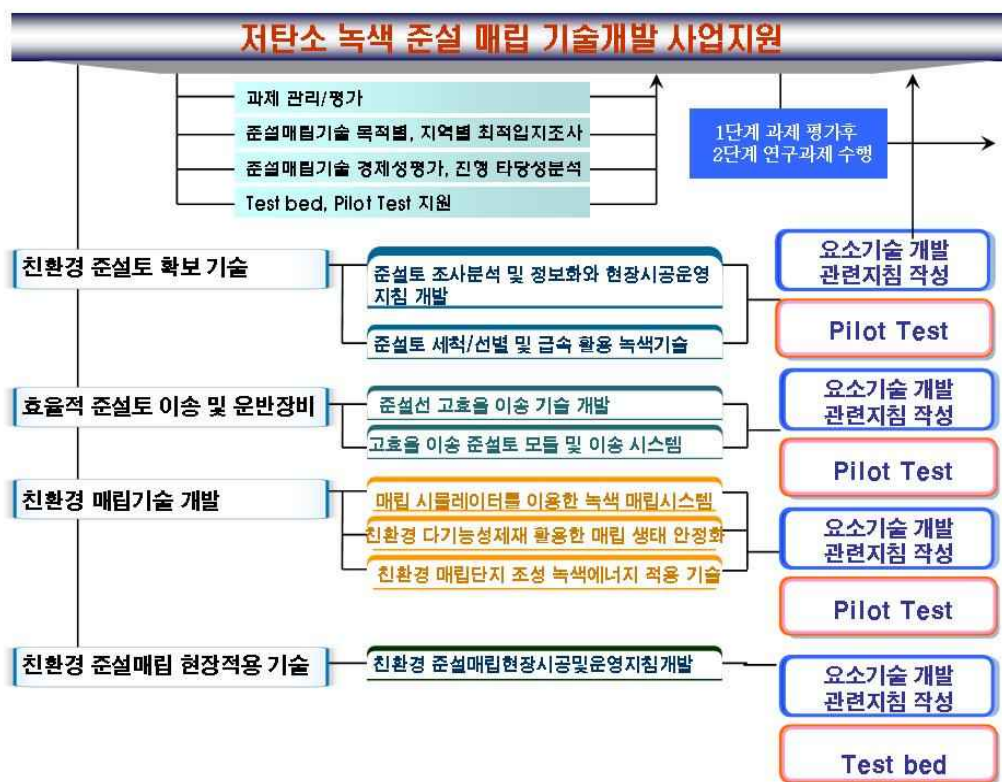 저탄소 녹색 준설 매립 기술개발 사업지원
과제 관리/평가
준설매립기술 목적별, 지역별 최적입지조사
준설매립기술 경제성평가, 진행 타당성분석
Test bed, Pilot Test 지원
1단계 과제 평가후
2단계 연구과제 수행
친환경 준설토 확보 기술
준설토 조사분석 및 정보화와 현장시공운영
지침 개발
준설토 세척/선별 및 급속 활용 녹색기술
요소기술 개발
관련지침 작성
Pilot Test
효율적 준설토 이송 및 운반장비
준설선 고효율 이송 기술 개발
고효율 이송 준설토 모듈 및 이송 시스템
요소기술 개발
관련지침 작성
Pilot Test
친환경 매립기술 개발
매립 시뮬레이터를 이용한 녹색 매립시스템
친환경 다기능성제재 활용한 매립 생태 안정화
친환경 매립단지 조성 녹색에너지 적용 기술
요소기술 개발
관련지침 작성
Pilot Test
친환경 준설매립 현장적용 기술
친환경 준설매립현장시공및운영지침개발
요소기술 개발
관련지침 작성
Test bed